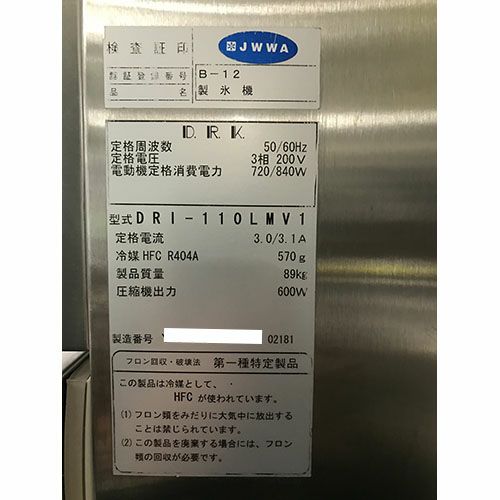 検査証印 JWWA
認証登録番号 B-12
品名 製氷機
D.R.K.
定格周波数 50/60Hz
定格電圧 3相 200V
電動機定格消費電力 720/840W
型式 DRI-110LMV1
定格電流 3.0/3.1A
冷媒 HFC R404A 570g
製品質量 89kg
圧縮機出力 600W
製造番号 02181
フロン回収・破壊法 第一種特定製品
この製品は冷媒として、
HFC が使われています。
(1) フロン類をみだりに大気中に放出する
ことは禁じられています。
(2) この製品を廃棄する場合には、フロン
類の回収が必要です。